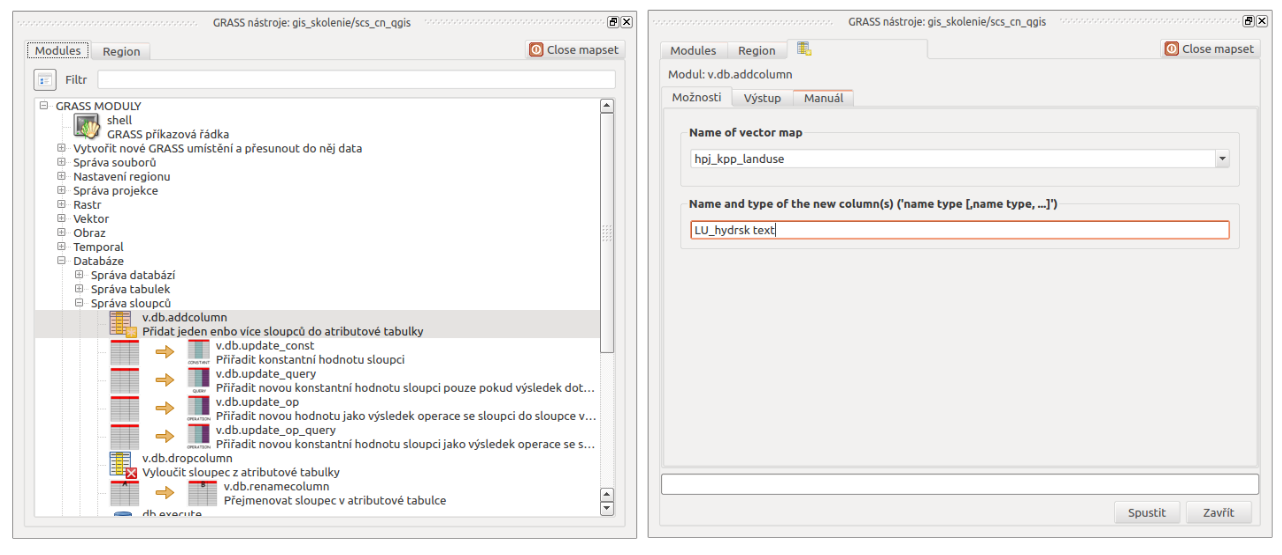 GRASS nástroje: gis_skolenie/scs_cn_qgis
Modules
Region
Close mapset
Filtr
GRASS MODULY
shell
GRASS příkazová řádka
Vytvořit nové GRASS umístění a přesunout do něj data
Správa souborů
Nastavení regionu
Správa projekce
Rastr
Vektor
Obraz
Temporal
Databáze
Správa databází
Správa tabulek
Správa sloupců
v.db.addcolumn
Přidat jeden enbo více sloupců do atributové tabulky
v.db.update_const
Přiřadit konstantní hodnotu sloupci
v.db.update_query
Přiřadit novou konstantní hodnotu sloupci pouze pokud výsledek dot...
v.db.update_op
Přiřadit novou hodnotu jako výsledek operace se sloupci do sloupce v...
v.db.update_op_query
Přiřadit novou konstantní hodnotu sloupci jako výsledek operace se s...
v.db.dropcolumn
Vyloučit sloupec z atributové tabulky
v.db.renamecolumn
Přejmenovat sloupec v atributové tabulce
db.execute
GRASS nástroje: gis_skolenie/scs_cn_qgis
Modules
Region
Close mapset
Modul: v.db.addcolumn
Možnosti
Výstup
Manuál
Name of vector map
hpj_kpp_landuse
Name and type of the new column(s) ('name type [,name type, ...]')
LU_hydrsk text
Spustit
Zavřít